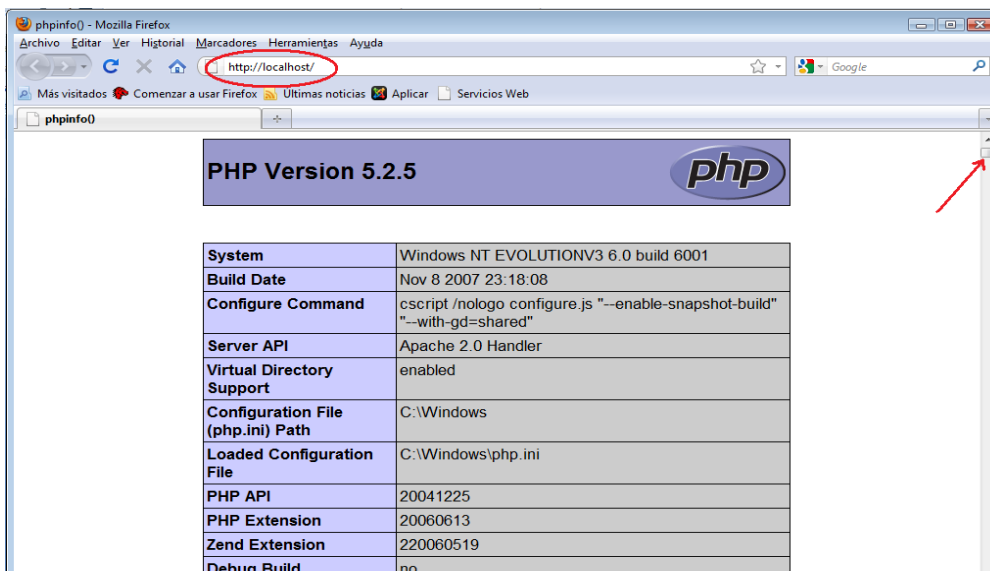 phpinfo() - Mozilla Firefox
Archivo Editar Ver Historial Marcadores Herramientas Ayuda
http://localhost/
Google
Más visitados Comenzar a usar Firefox Últimas noticias Aplicar Servicios Web
phpinfo()
PHP Version 5.2.5
php
System Windows NT EVOLUTIONV3 6.0 build 6001
Build Date Nov 8 2007 23:18:08
Configure Command cscript /nologo configure.js "--enable-snapshot-build"
"--with-gd=shared"
Server API Apache 2.0 Handler
Virtual Directory enabled
Support
Configuration File C:\Windows
(php.ini) Path
Loaded Configuration C:\Windows\php.ini
File
PHP API 20041225
PHP Extension 20060613
Zend Extension 220060519
Debug Build no